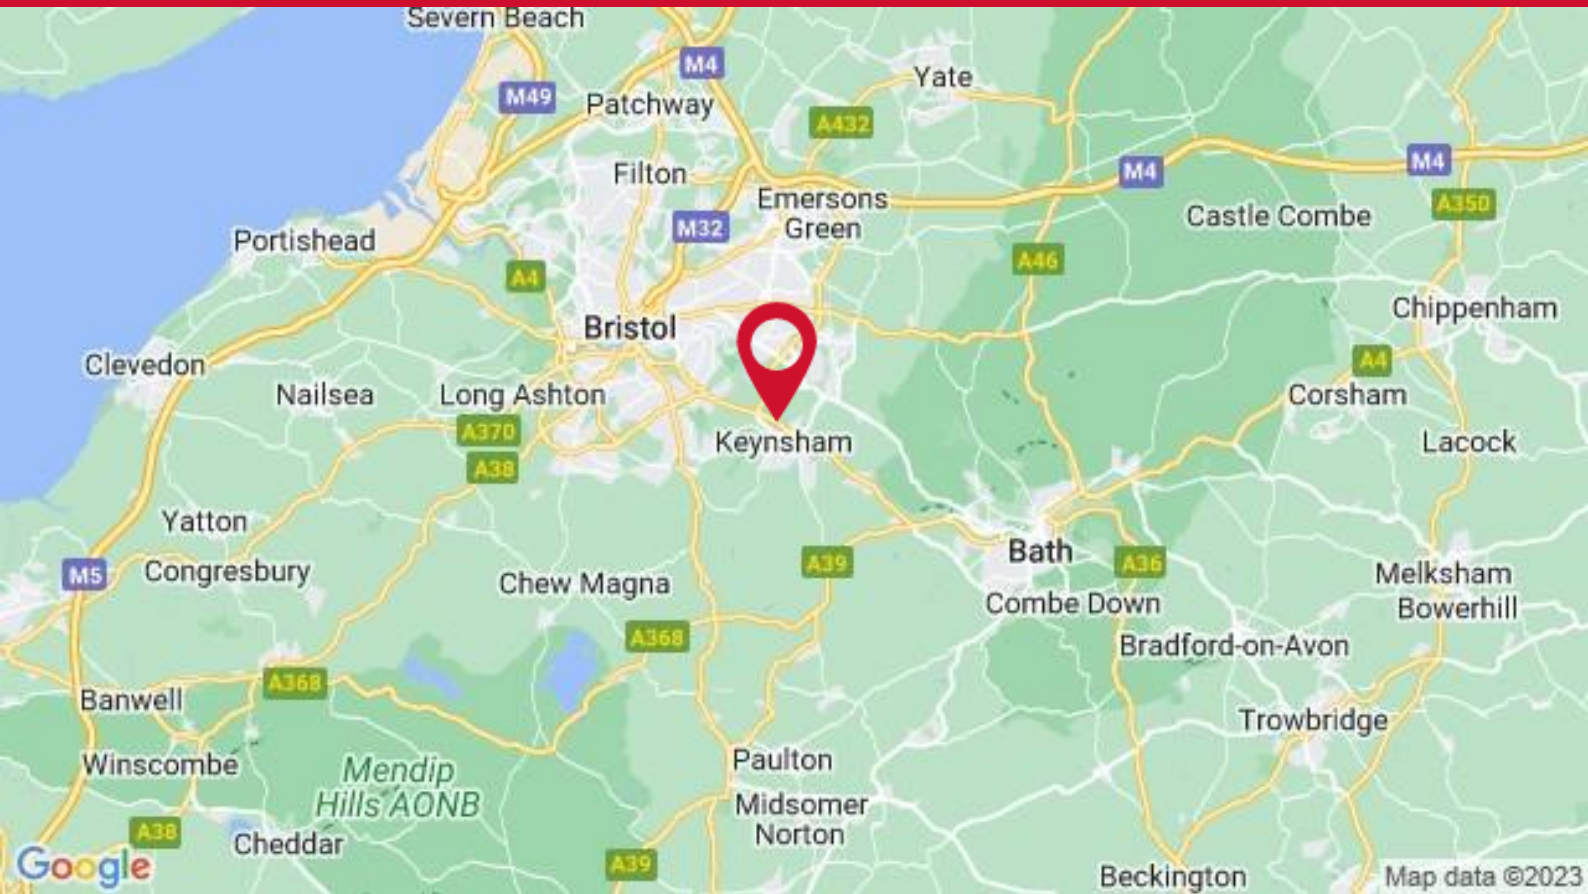 Severn Beach
M4
Yate
M49
Patchway
A432
Filton
M4
M4
Emersons
Green
A350
Castle Combe
M32
Portishead
A46
A4
Chippenham
Bristol
Clevedon
A4
Nailsea
Long Ashton
Corsham
A370
Keynsham
Lacock
A38
Yatton
Bath
A39
A36
M5
Congresbury
Chew Magna
Melksham
Bowerhill
Combe Down
A368
Bradford-on-Avon
A368
Banwell
Trowbridge
Winscombe
Mendip
Hills AONB
Paulton
Midsomer
Norton
A38
Cheddar
A39
Google
Beckington
Map data ©2023